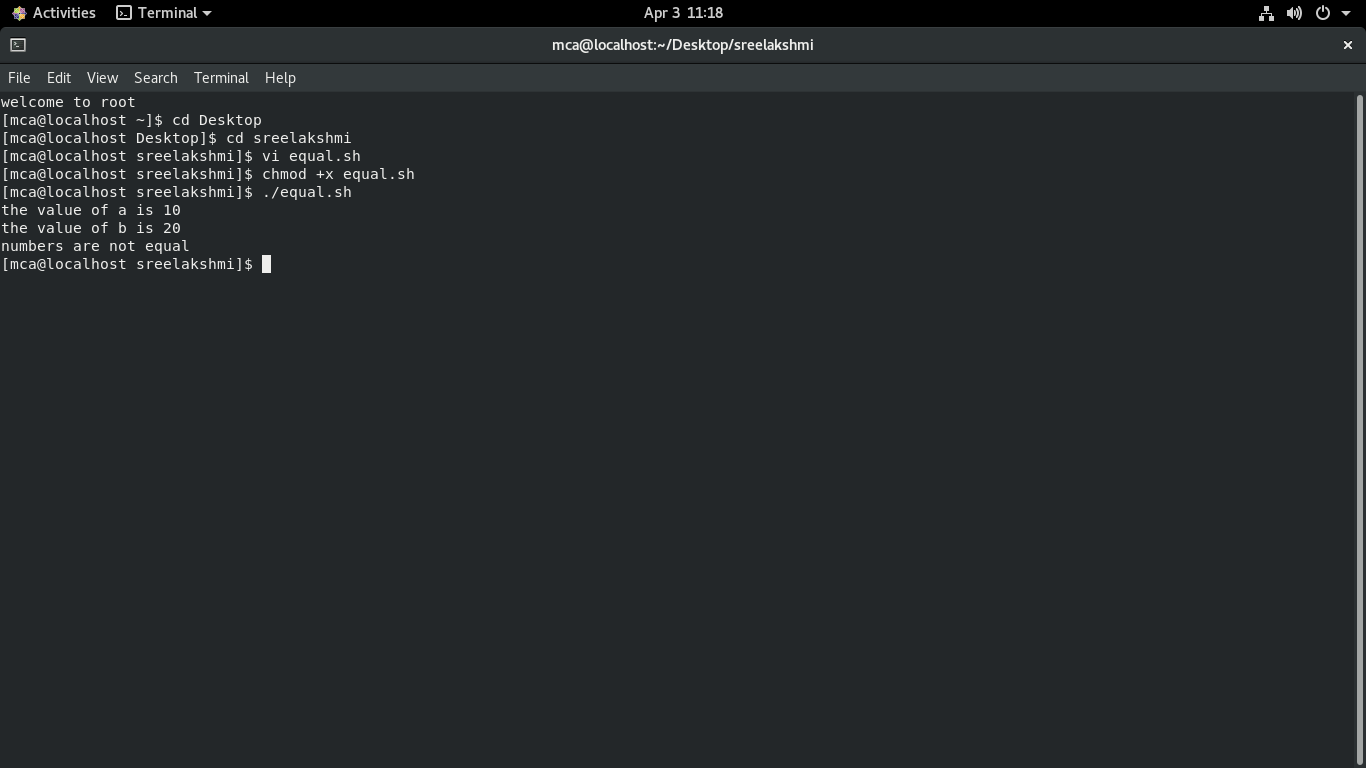 Activities Terminal Apr 3 11:18
mca@localhost:~/Desktop/sreelakshmi
File Edit View Search Terminal Help
welcome to root
[mca@localhost ~]$ cd Desktop
[mca@localhost Desktop]$ cd sreelakshmi
[mca@localhost sreelakshmi]$ vi equal.sh
[mca@localhost sreelakshmi]$ chmod +x equal.sh
[mca@localhost sreelakshmi]$ ./equal.sh
the value of a is 10
the value of b is 20
numbers are not equal
[mca@localhost sreelakshmi]$